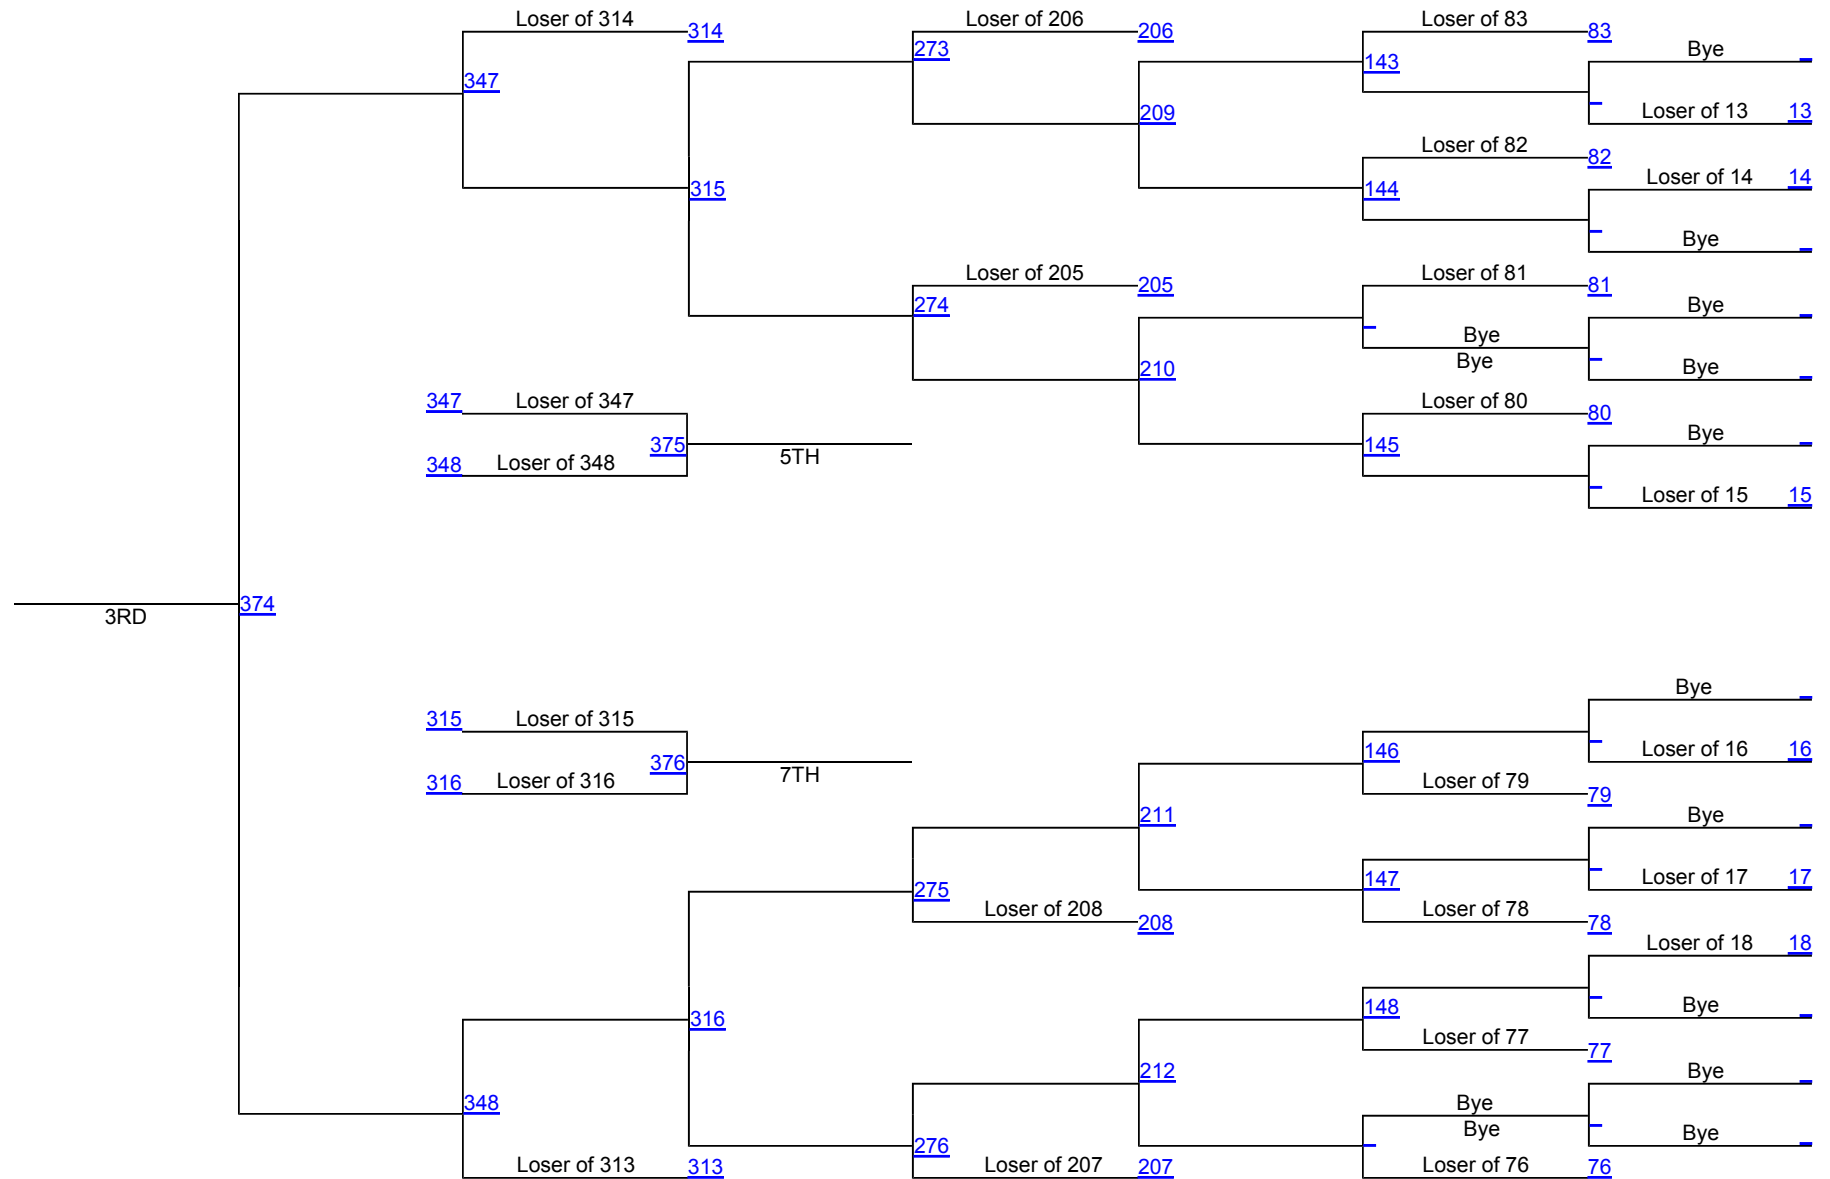 Loser of 314 314 Loser of 206 206 Loser of 83 83
Bye
273
143
347
Loser of 13 13
209
Loser of 82 82
Loser of 14 14
315
144
Bye
Loser of 205 205 Loser of 81 81
274
Bye
Bye
Bye
Bye
210
347 Loser of 347
Loser of 80 80
Bye
375
5TH
145
348 Loser of 348
Loser of 15 15
374
3RD
Bye
315 Loser of 315
146
Loser of 16 16
376
7TH
316 Loser of 316
Loser of 79 79
211
Bye
147
Loser of 17 17
275
Loser of 208 208
Loser of 78 78
Loser of 18 18
148
Bye
316
Loser of 77 77
212
Bye
348
Bye
Bye
Bye
276
Loser of 313 313 Loser of 207 207 Loser of 76 76